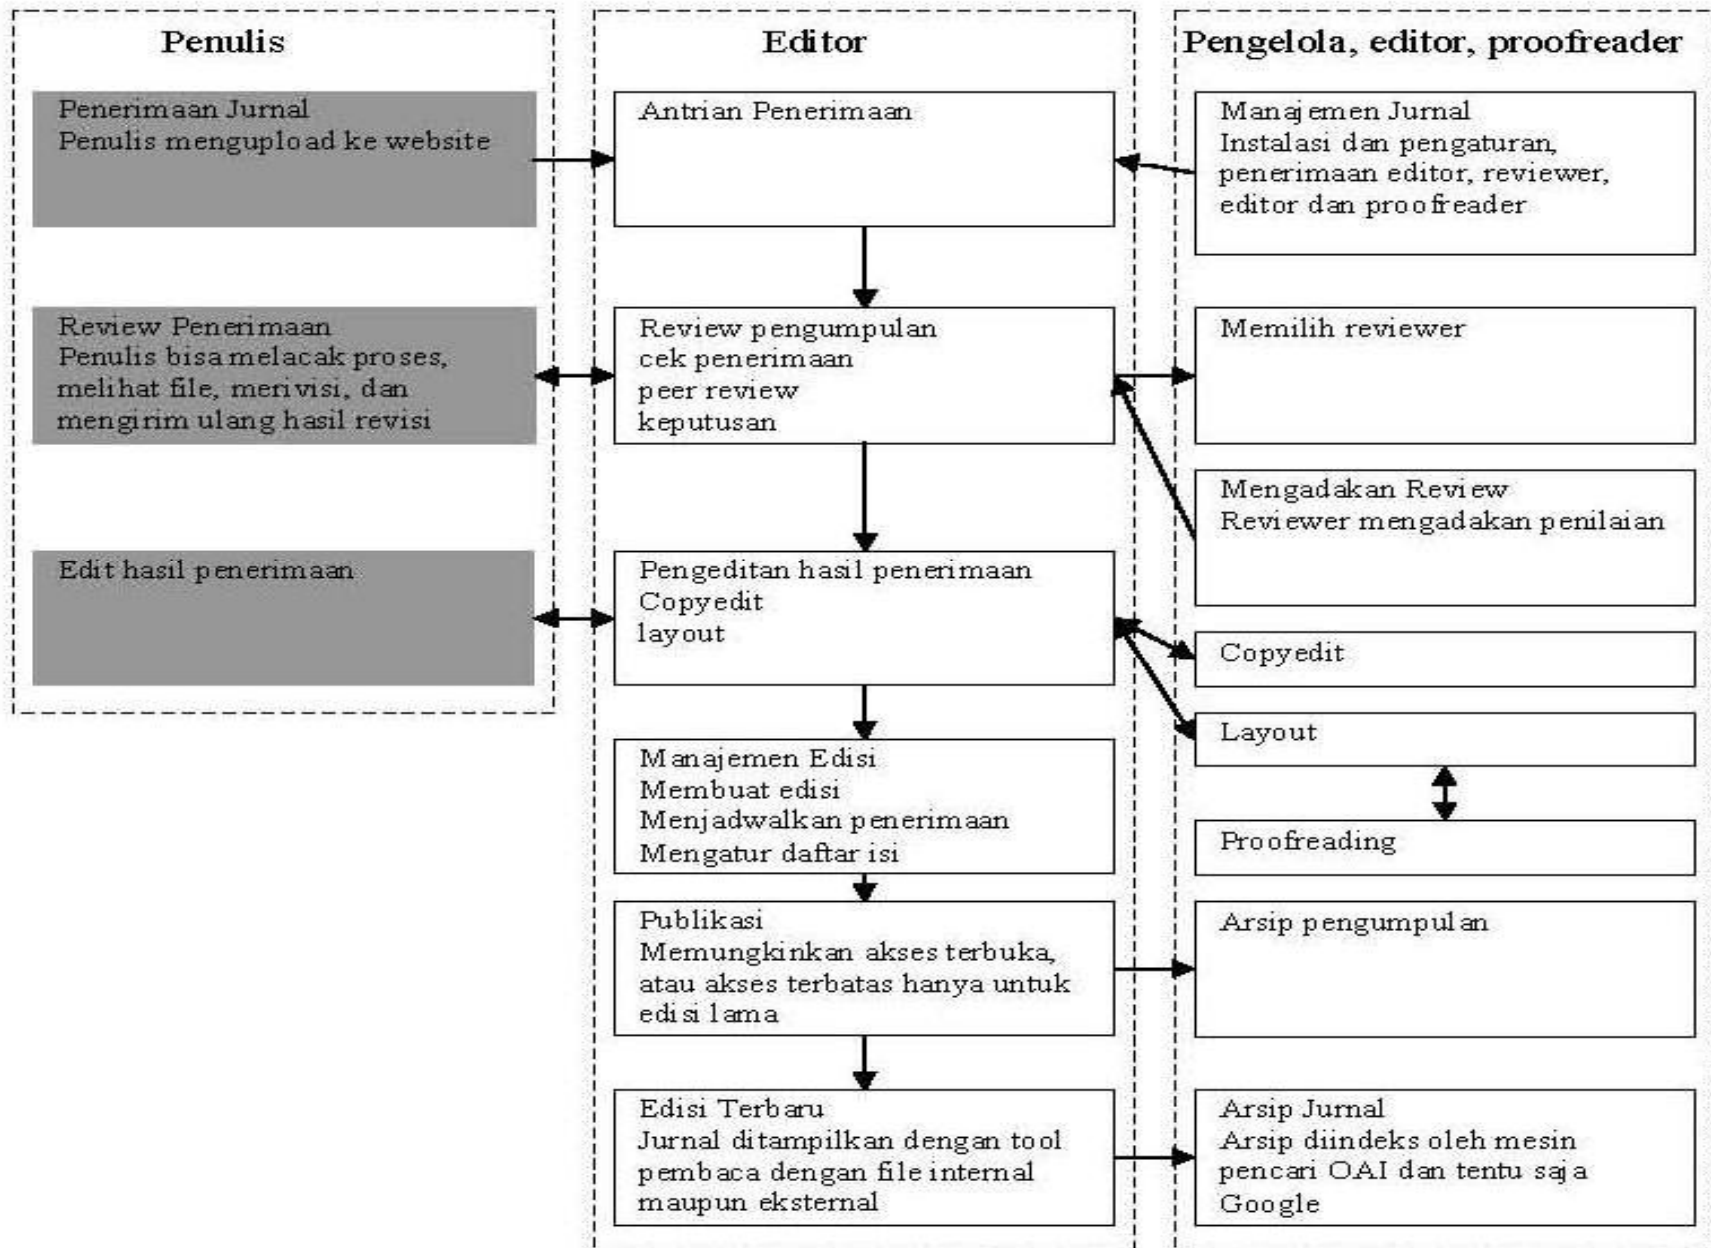 Penulis
Penerimaan Jurnal
Penulis mengupload ke website
Review Penerimaan
Penulis bisa melacak proses,
melihat file, merivisi, dan
mengirim ulang hasil revisi
Edit hasil penerimaan
Editor
Antrian Penerimaan
Review pengumpulan
cek penerimaan
peer review
keputusan
Pengeditan hasil penerimaan
Copyedit
layout
Manajemen Edisi
Membuat edisi
Menjadwalkan penerimaan
Mengatur daftar isi
Publikasi
Memungkinkan akses terbuka,
atau akses terbatas hanya untuk
edisi lama
Edisi Terbaru
Jurnal ditampilkan dengan tool
pembaca dengan file internal
maupun eksternal
Pengelola, editor, proofreader
Manajemen Jurnal
Instalasi dan pengaturan,
penerimaan editor, reviewer,
editor dan proofreader
Memilih reviewer
Mengadakan Review
Reviewer mengadakan penilaian
Copyedit
Layout
Proofreading
Arsip pengumpulan
Arsip Jurnal
Arsip diindeks oleh mesin
pencari OAI dan tentu saja
Google